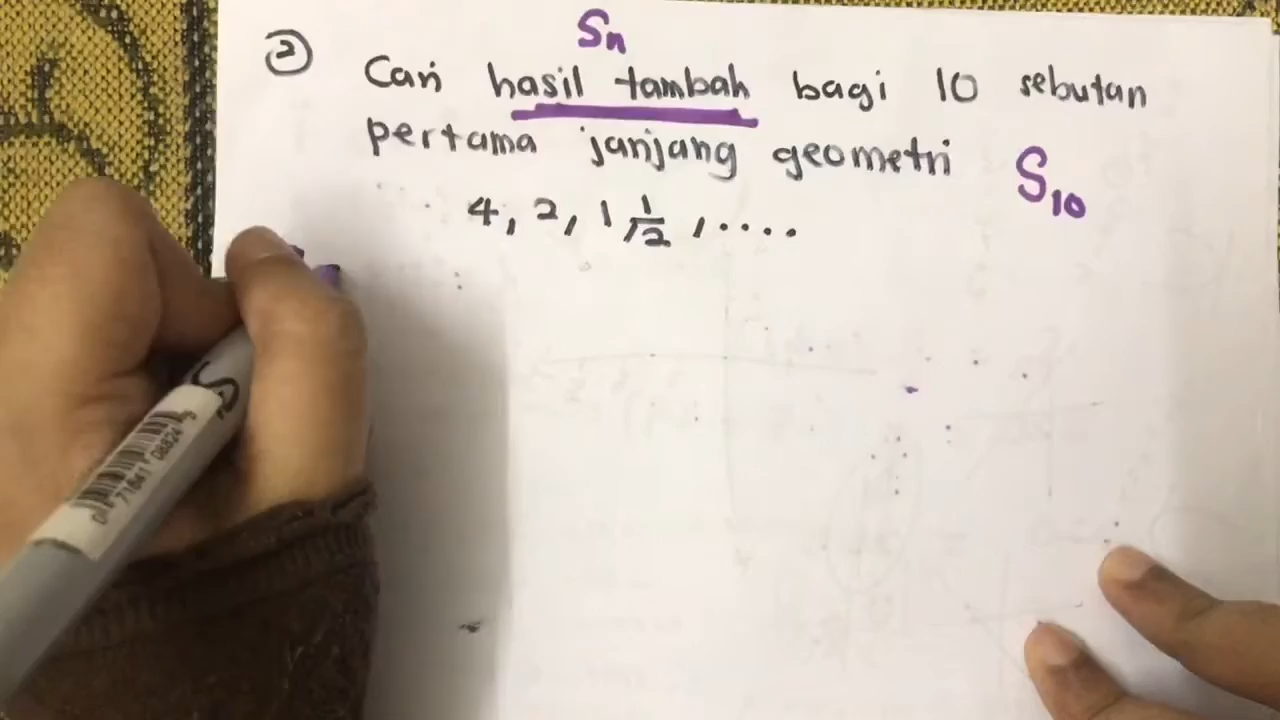 Sn
② Cari hasil tambah bagi 10 sebutan
pertama janjang geometri S₁₀
4, 2, 1 1/2, ....
S